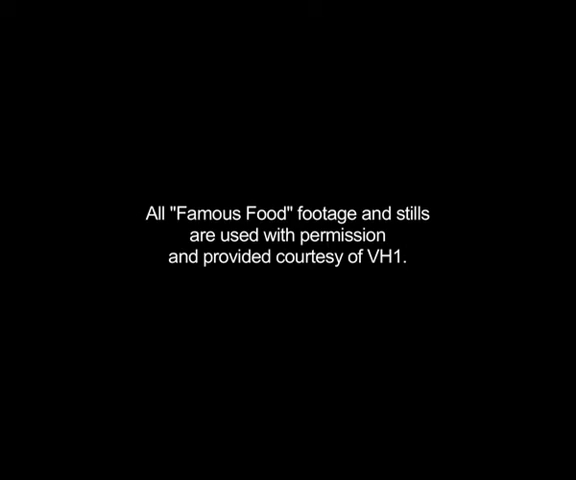 All "Famous Food" footage and stills
are used with permission
and provided courtesy of VH1.